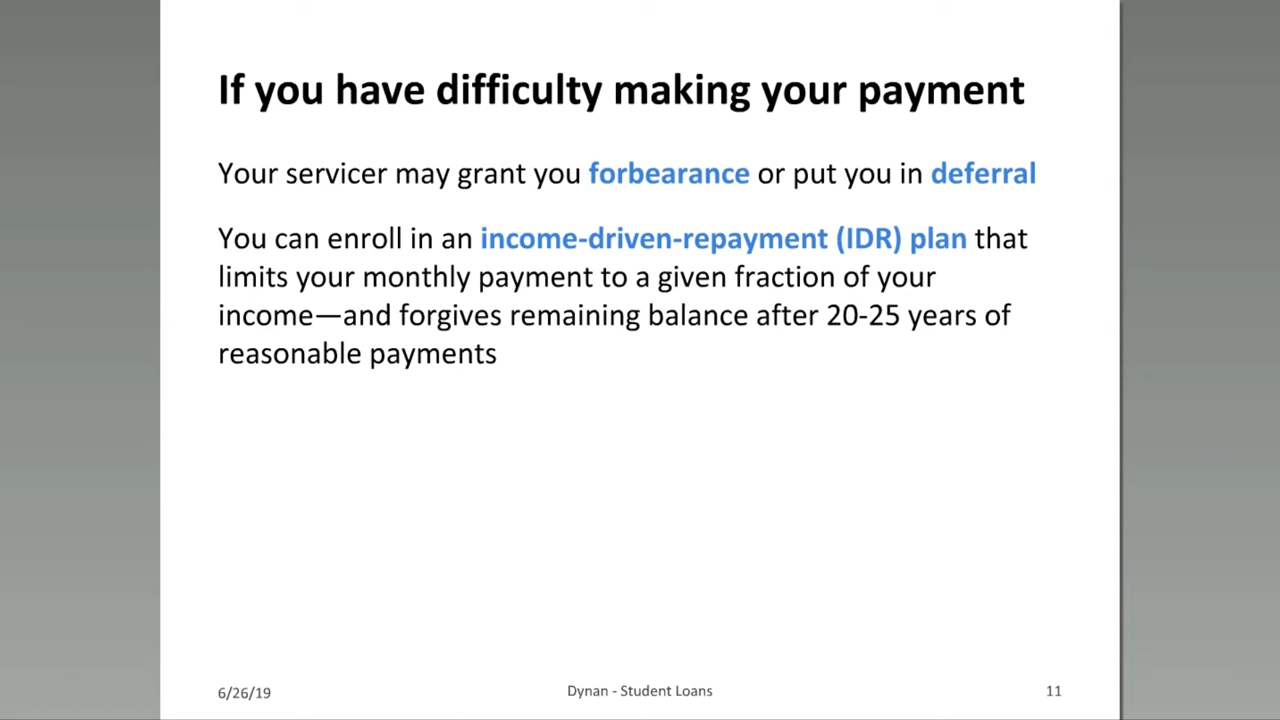 If you have difficulty making your payment
Your servicer may grant you forbearance or put you in deferral
You can enroll in an income-driven-repayment (IDR) plan that
limits your monthly payment to a given fraction of your
income—and forgives remaining balance after 20-25 years of
reasonable payments
6/26/19
Dynan - Student Loans
11